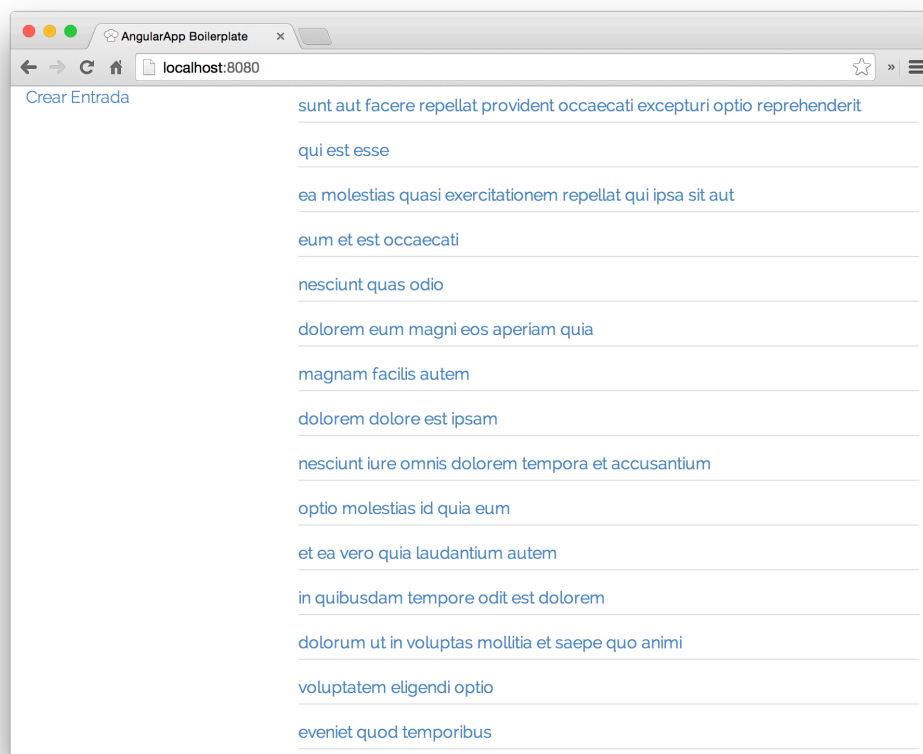 AngularApp Boilerplate
localhost:8080
Crear Entrada
sunt aut facere repellat provident occaecati excepturi optio reprehenderit
qui est esse
ea molestias quasi exercitationem repellat qui ipsa sit aut
eum et est occaecati
nesciunt quas odio
dolorem eum magni eos aperiam quia
magnam facilis autem
dolorem dolore est ipsam
nesciunt iure omnis dolorem tempora et accusantium
optio molestias id quia eum
et ea vero quia laudantium autem
in quibusdam tempore odit est dolorem
dolorum ut in voluptas mollitia et saepe quo animi
voluptatem eligendi optio
eveniet quod temporibus